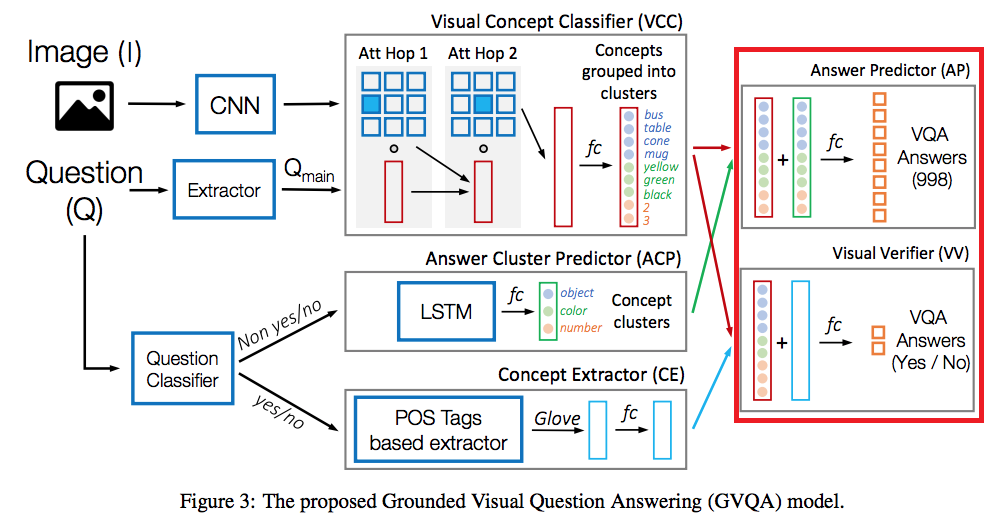 Visual Concept Classifier (VCC)
Image (I)
CNN
Att Hop 1
Att Hop 2
Concepts
grouped into
clusters
fc
bus
table
cone
mug
yellow
green
black
2
3
Question
(Q)
Extractor
Qmain
Answer Predictor (AP)
+
fc
VQA
Answers
(998)
Answer Cluster Predictor (ACP)
LSTM
fc
object
color
number
Concept
clusters
Visual Verifier (VV)
+
fc
VQA
Answers
(Yes / No)
Question
Classifier
Non yes/no
yes/no
Concept Extractor (CE)
POS Tags
based extractor
Glove
fc
Figure 3: The proposed Grounded Visual Question Answering (GVQA) model.